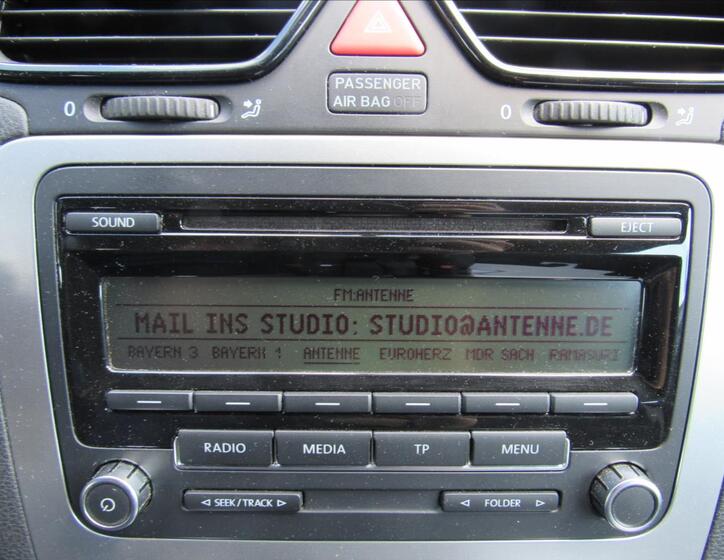 PASSENGER
AIR BAG OFF
0
0
SOUND
EJECT
FM:ANTENNE
MAIL INS STUDIO: STUDIO@ANTENNE.DE
BAYERN 3 BAYERN 1 ANTENNE EUROHERZ MDR SACH RAMASURI
RADIO MEDIA TP MENU
SEEK/TRACK FOLDER